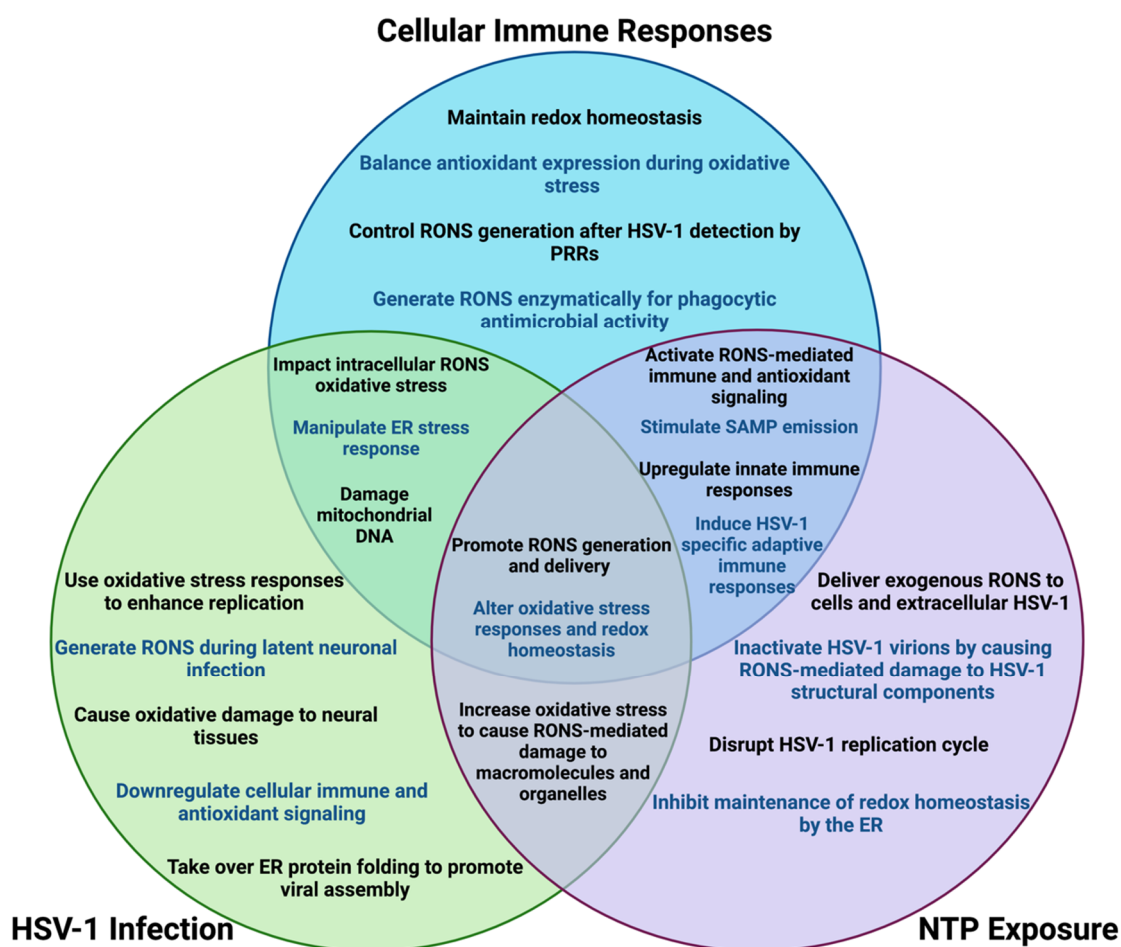 Cellular Immune Responses
Maintain redox homeostasis
Balance antioxidant expression during oxidative
stress
Control RONS generation after HSV-1 detection by
PRRs
Generate RONS enzymatically for phagocytic
antimicrobial activity
Impact intracellular RONS
oxidative stress
Manipulate ER stress
response
Damage
mitochondrial
DNA
Activate RONS-mediated
immune and antioxidant
signaling
Stimulate SAMP emission
Upregulate innate immune
responses
Induce HSV-1
specific adaptive
immune
responses
Promote RONS generation
and delivery
Alter oxidative stress
responses and redox
homeostasis
Increase oxidative stress
to cause RONS-mediated
damage to
macromolecules and
organelles
Use oxidative stress responses
to enhance replication
Generate RONS during latent neuronal
infection
Cause oxidative damage to neural
tissues
Downregulate cellular immune and
antioxidant signaling
Take over ER protein folding to promote
viral assembly
Deliver exogenous RONS to
cells and extracellular HSV-1
Inactivate HSV-1 virions by causing
RONS-mediated damage to HSV-1
structural components
Disrupt HSV-1 replication cycle
Inhibit maintenance of redox homeostasis
by the ER
HSV-1 Infection
NTP Exposure